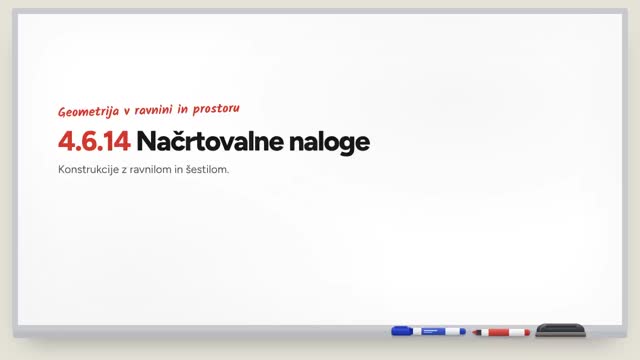 Geometrija v ravnini in prostoru
4.6.14 Načrtovalne naloge
Konstrukcije z ravnilom in šestilom.